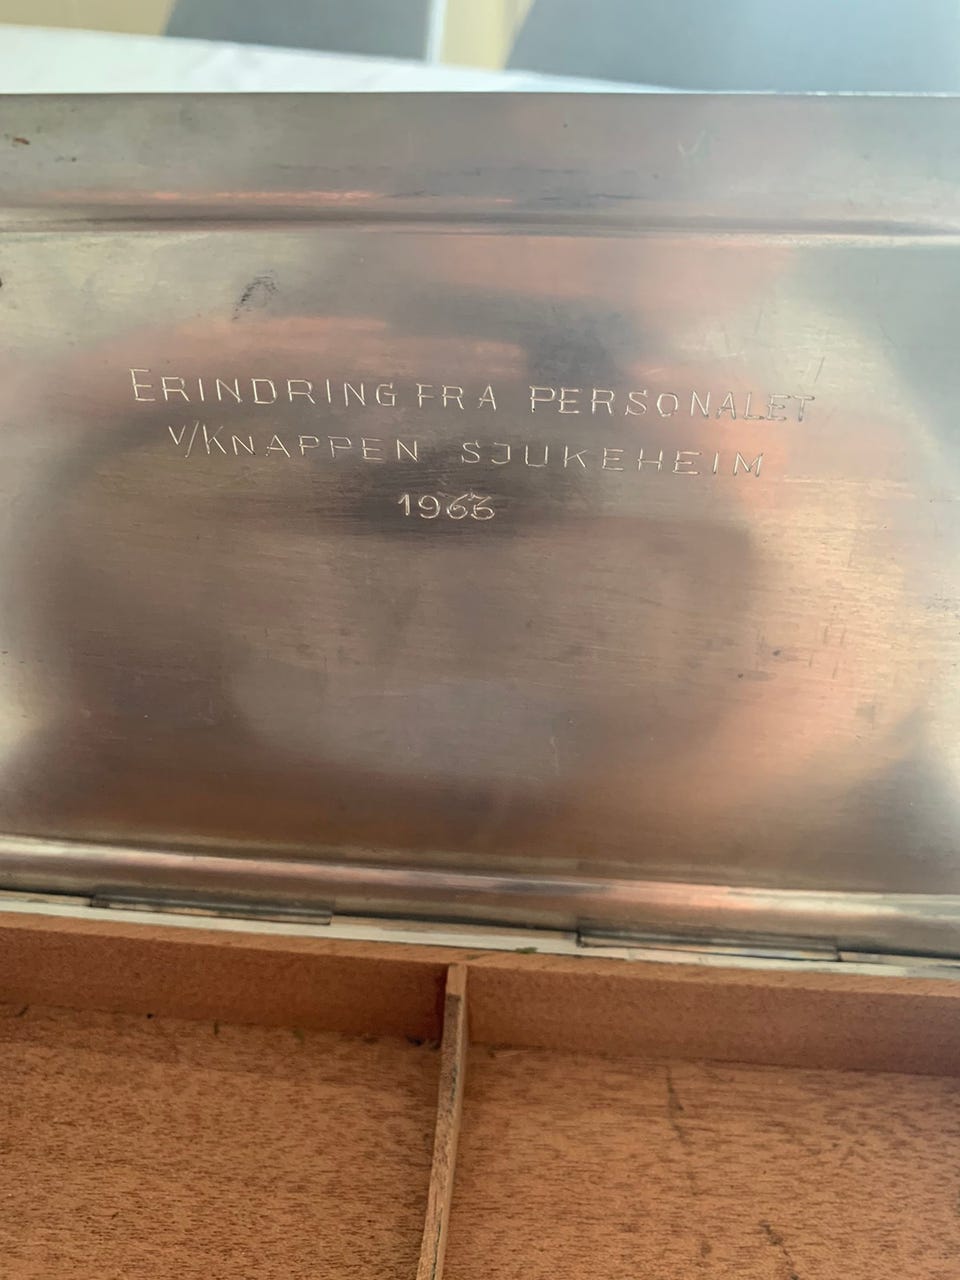 ERINDRING FRA PERSONALET
V/KNAPPEN SJUKEHEIM
1963